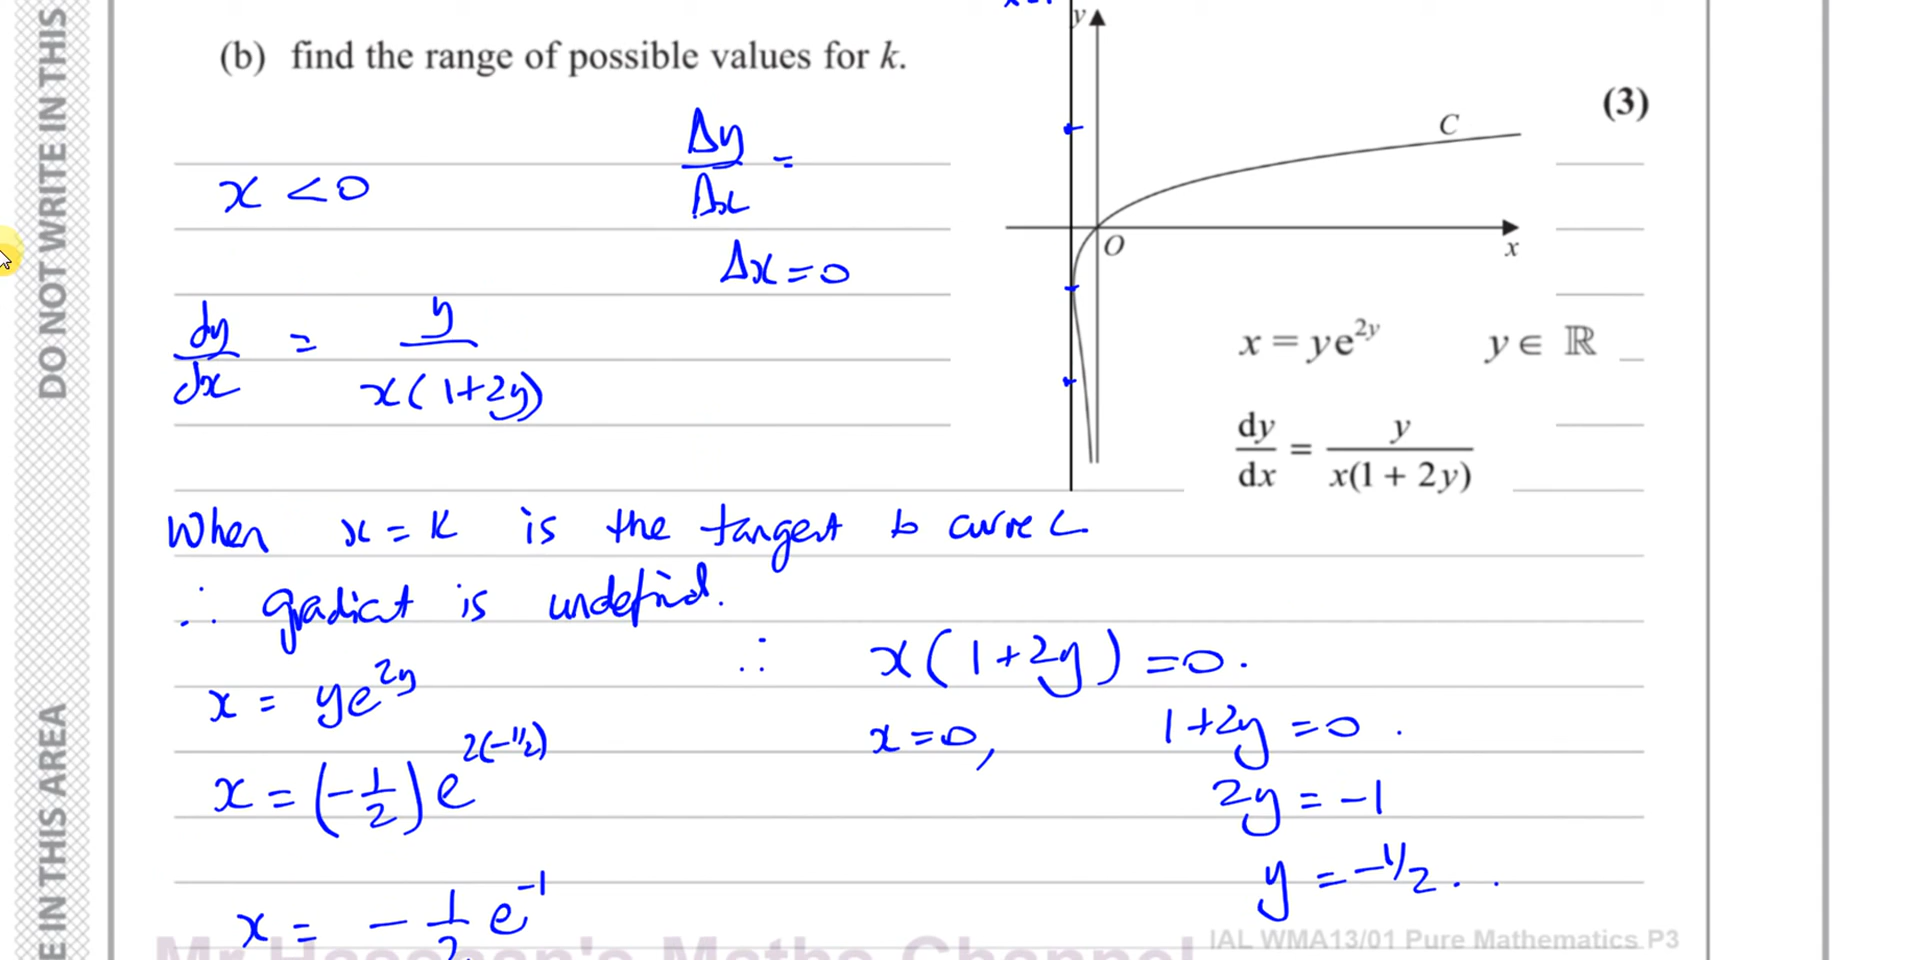 (b) find the range of possible values for k.
(3)
x < 0
Δy/Δx =
Δx = 0
dy/dx = y/x(1+2y)
y
C
O
x
x = ye^{2y} y ∈ ℝ
dy/dx = y/x(1 + 2y)
When x = k is the tangent to curve C
∴ gradient is undefined.
∴ x(1+2y) = 0.
x = ye^{2y}
x = 0, 1+2y = 0.
x = (-1/2)e^{2(-1/2)}
2y = -1
y = -1/2 ..
x = -1/2 e^{-1}
Maths Channel
IAL WMA13/01 Pure Mathematics P3
DO NOT WRITE IN THIS
E IN THIS AREA